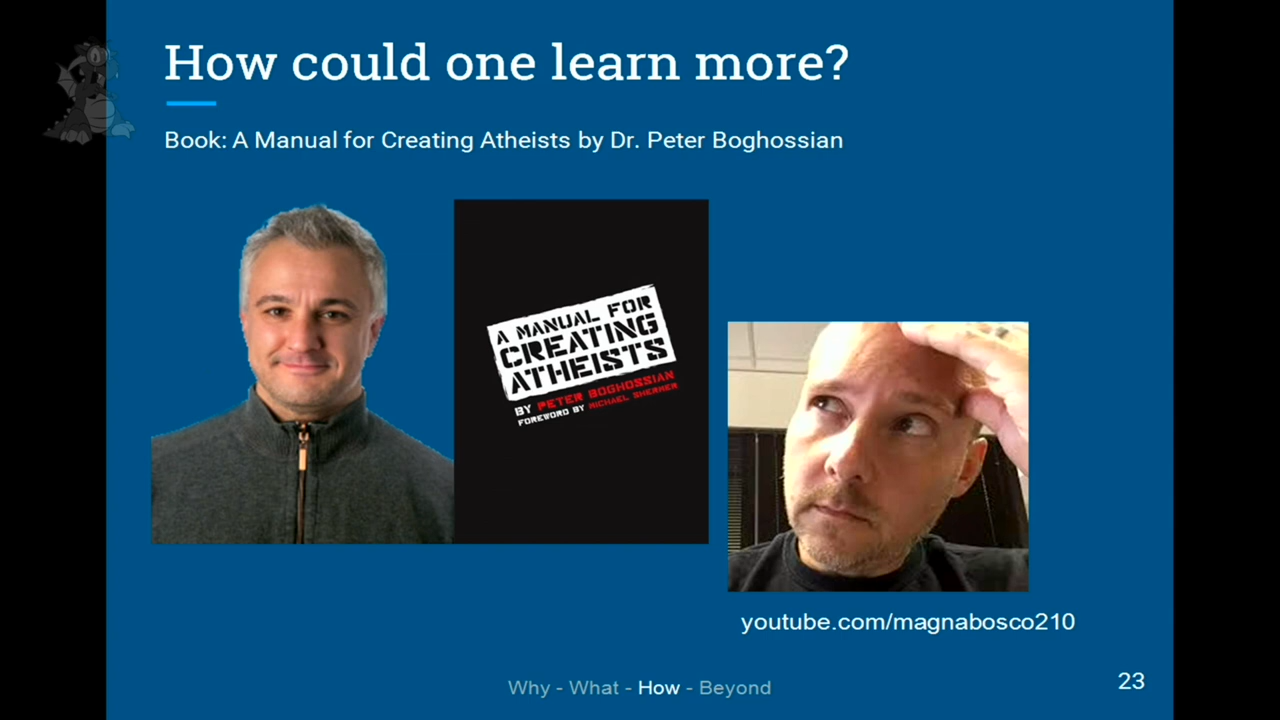 How could one learn more?
Book: A Manual for Creating Atheists by Dr. Peter Boghossian
A MANUAL FOR
CREATING
ATHEISTS
BY PETER BOGHOSSIAN
FOREWORD BY MICHAEL SHERMER
youtube.com/magnabosco210
Why - What - How - Beyond
23